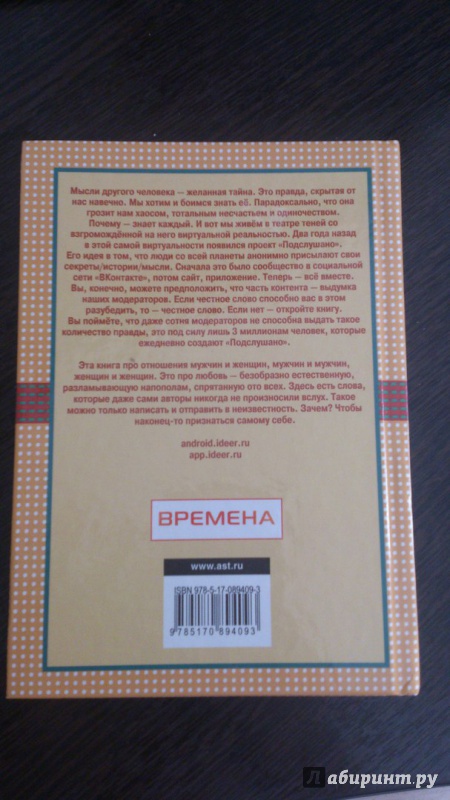 Мысли другого человека – желанная тайна. Это правда, скрытая от
нас навечно. Мы хотим и боимся знать её. Парадоксально, что она
грозит нам хаосом, тотальным несчастьем и одиночеством.
Почему – знает каждый. И вот мы живём в театре теней со
взгромождённой на него виртуальной реальностью. Два года назад
в этой самой виртуальности появился проект «Подслушано».
Его идея в том, что люди со всей планеты анонимно присылают свои
секреты/истории/мысли. Сначала это было сообщество в социальной
сети «ВКонтакте», потом сайт, приложение. Теперь – всё вместе.
Вы, конечно, можете предположить, что часть контента – выдумка
наших модераторов. Если честное слово способно вас в этом
разубедить, то – честное слово. Если нет – откройте книгу.
Вы поймёте, что даже сотня модераторов не способна выдать такое
количество правды, это под силу лишь 3 миллионам человек, которые
ежедневно создают «Подслушано».
Эта книга про отношения мужчин и женщин, мужчин и мужчин,
женщин и женщин. Это про любовь – безобразно естественную,
разламывающую напополам, спрятанную ото всех. Здесь есть слова,
которые даже сами авторы никогда не произносили вслух. Такое
можно только написать и отправить в неизвестность. Зачем? Чтобы
наконец-то признаться самому себе.
android.ideer.ru
app.ideer.ru
ВРЕМЕНА
www.ast.ru
ISBN 978-5-17-089409-3
9 785170 894093
Лабиринт.ру